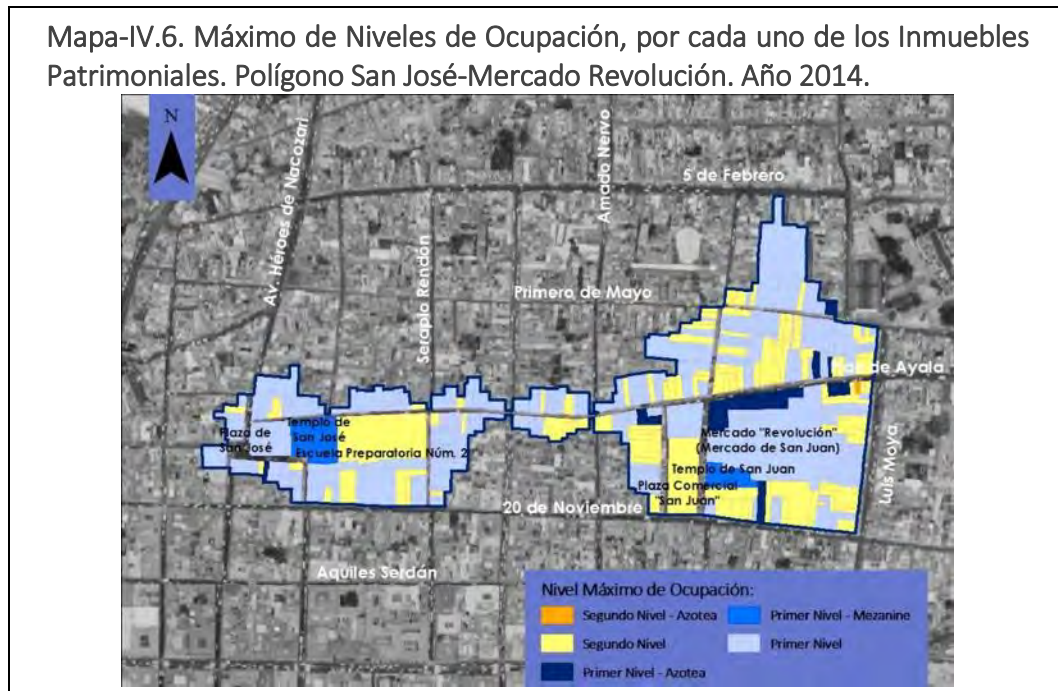 Mapa-IV.6. Máximo de Niveles de Ocupación, por cada uno de los Inmuebles
Patrimoniales. Polígono San José-Mercado Revolución. Año 2014.
N
Av. Héroes de Nacozari
Serapio Rendón
Amado Nervo
5 de Febrero
Primero de Mayo
Plan de Ayala
Plaza de
San José
Templo de
San José
Escuela Preparatoria Núm. 2
Mercado "Revolución"
(Mercado de San Juan)
Templo de San Juan
Plaza Comercial
"San Juan"
Luis Moya
20 de Noviembre
Aquiles Serdán
Nivel Máximo de Ocupación:
Segundo Nivel - Azotea
Primer Nivel - Mezanine
Segundo Nivel
Primer Nivel
Primer Nivel - Azotea